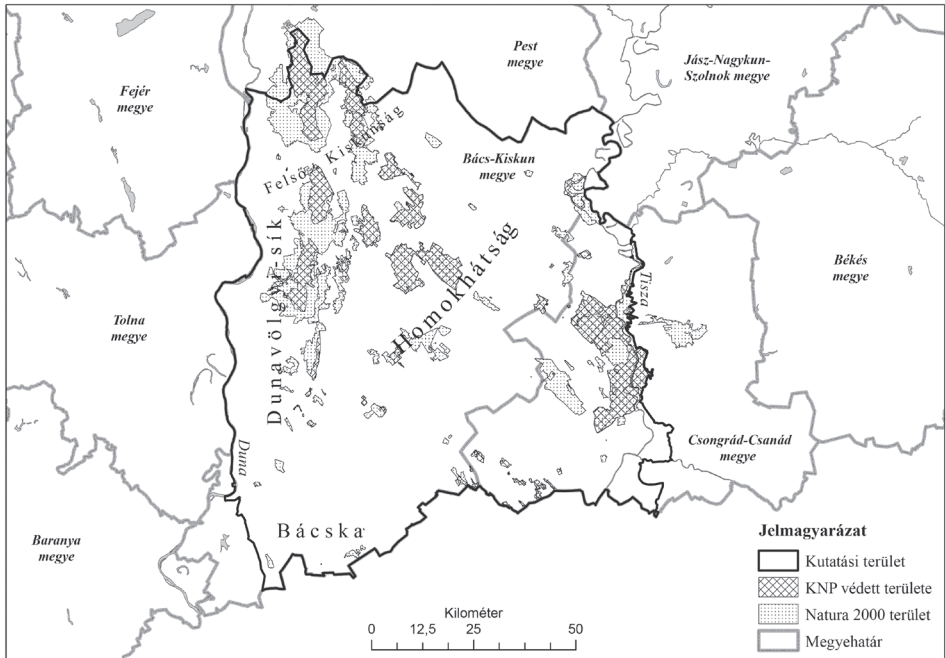 Pest
megye
Jász-Nagykun-
Szolnok megye
Fejér
megye
Felső-Kiskunság
Bács-Kiskun
megye
Dunavölgyi-sík
Homokhátság
Tisza
Békés
megye
Tolna
megye
Duna
Csongrád-Csanád
megye
Baranya
megye
Bácska
Jelmagyarázat
Kutatási terület
KNP védett területe
Natura 2000 terület
Megyehatár
Kilométer
0 12,5 25 50